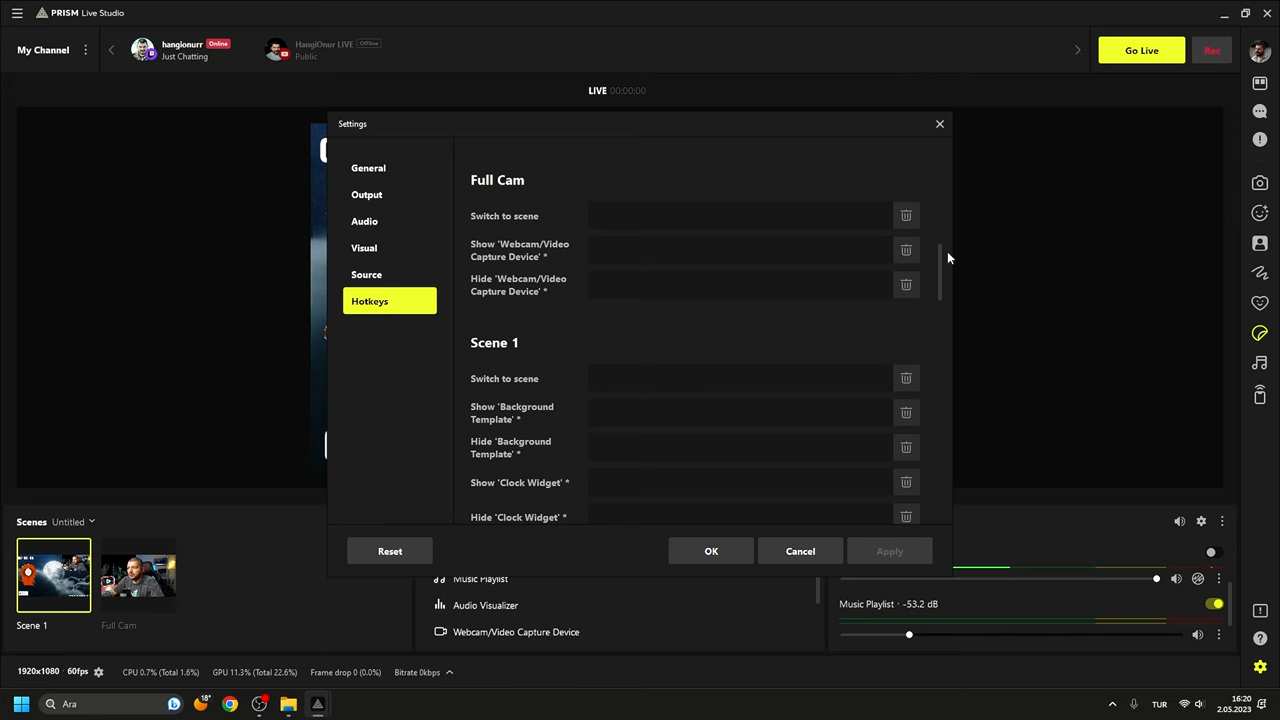 PRISM Live Studio
My Channel
hangionurr Online
Just Chatting
HangiOnur LIVE Offline
Public
Go Live
Rec
LIVE 00:00:00
Settings
General
Output
Audio
Visual
Source
Hotkeys
Full Cam
Switch to scene
Show 'Webcam/Video
Capture Device' *
Hide 'Webcam/Video
Capture Device' *
Scene 1
Switch to scene
Show 'Background
Template' *
Hide 'Background
Template' *
Show 'Clock Widget' *
Hide 'Clock Widget' *
Reset
OK
Cancel
Apply
Scenes Untitled
Scene 1
Full Cam
Music Playlist
Audio Visualizer
Webcam/Video Capture Device
Music Playlist · -53.2 dB
1920x1080 · 60fps
CPU 0.7% (Total 1.6%)
GPU 11.3% (Total 22.6%)
Frame drop 0 (0.0%)
Bitrate 0kbps
Ara
18°
TUR
16:20
2.05.2023